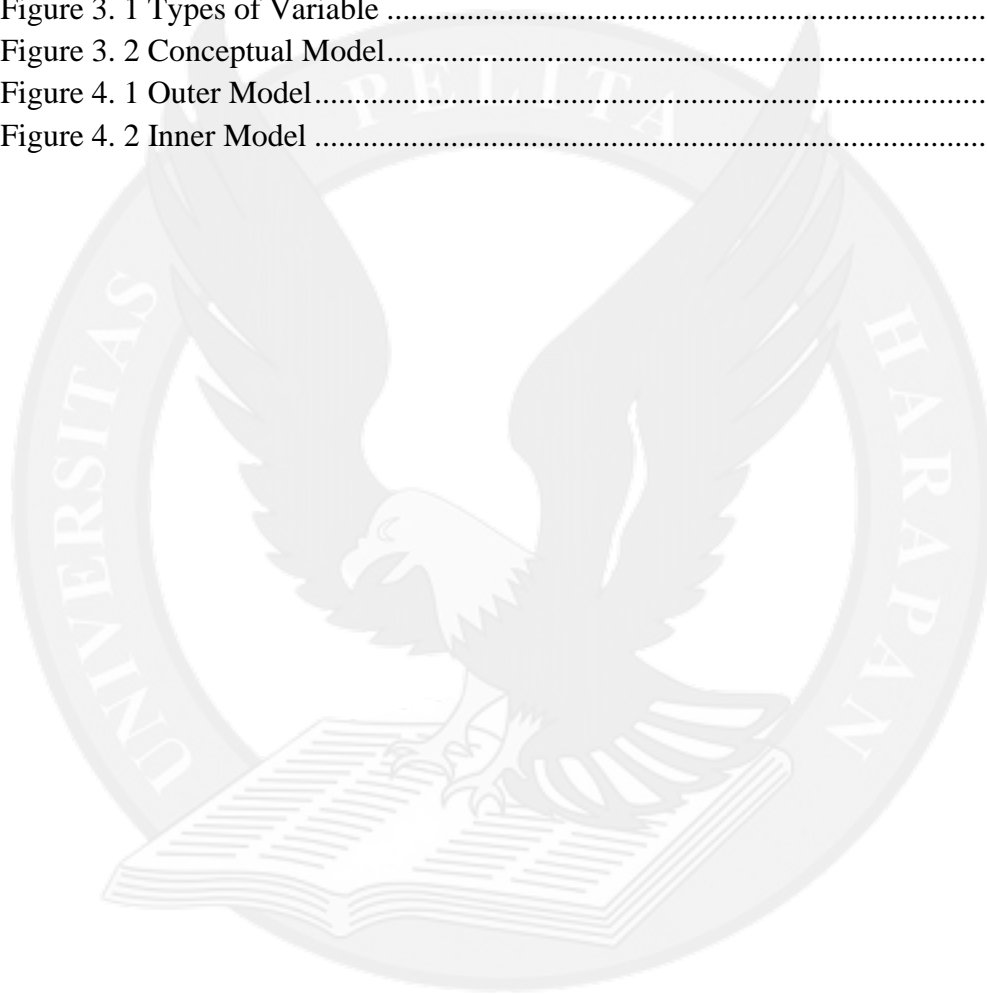 Figure 3. 1 Types of Variable ...........................................................................
Figure 3. 2 Conceptual Model...........................................................................
Figure 4. 1 Outer Model....................................................................................
Figure 4. 2 Inner Model ....................................................................................
UNIVERSITAS PELITA HARAPAN